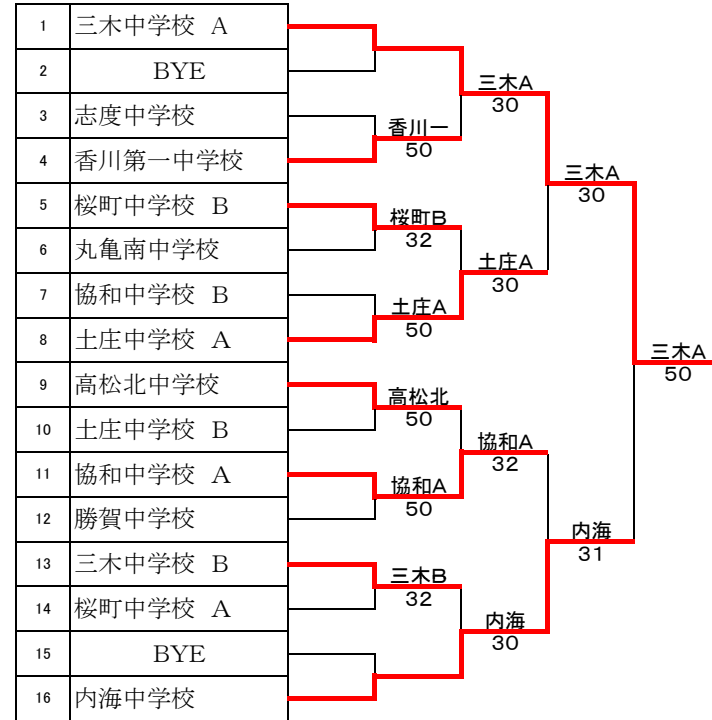 1 三木中学校 A
2 BYE
3 志度中学校
4 香川第一中学校
5 桜町中学校 B
6 丸亀南中学校
7 協和中学校 B
8 土庄中学校 A
9 高松北中学校
10 土庄中学校 B
11 協和中学校 A
12 勝賀中学校
13 三木中学校 B
14 桜町中学校 A
15 BYE
16 内海中学校
香川一
50
桜町B
32
土庄A
50
高松北
50
協和A
50
三木B
32
三木A
30
土庄A
30
協和A
32
内海
30
三木A
30
内海
31
三木A
50